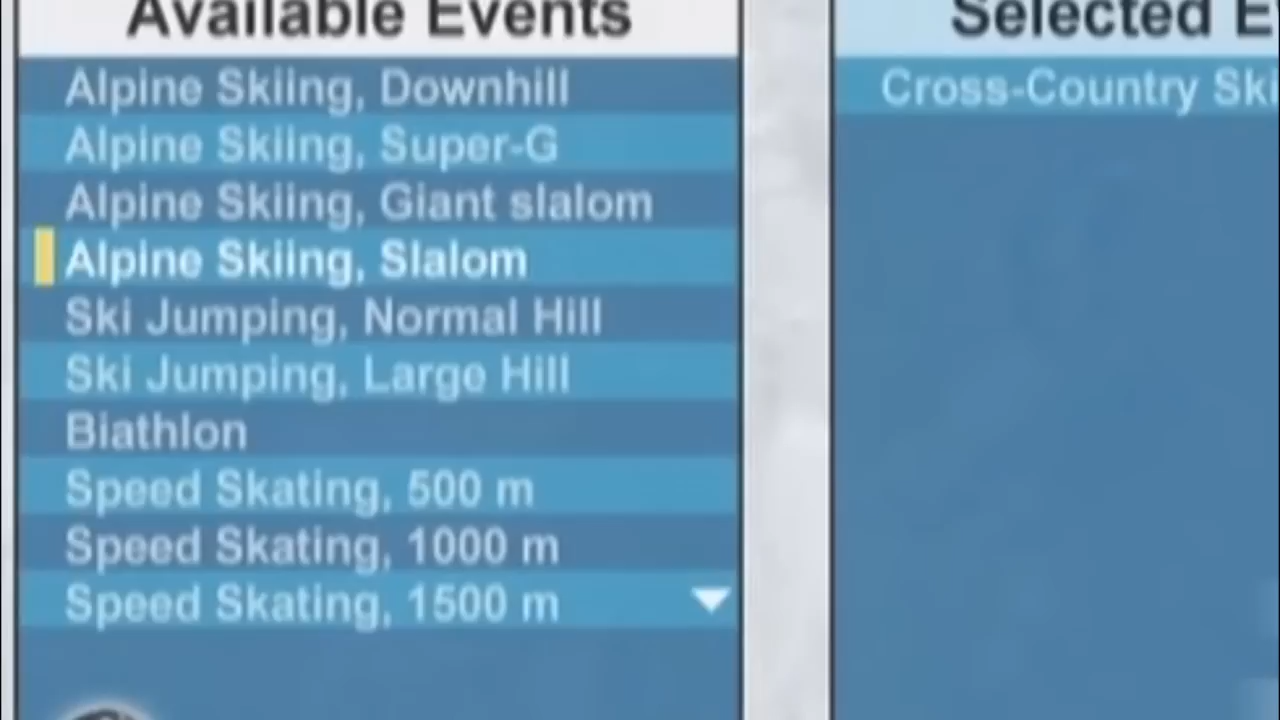 Available Events
Alpine Skiing, Downhill
Alpine Skiing, Super-G
Alpine Skiing, Giant slalom
Alpine Skiing, Slalom
Ski Jumping, Normal Hill
Ski Jumping, Large Hill
Biathlon
Speed Skating, 500 m
Speed Skating, 1000 m
Speed Skating, 1500 m
Selected E
Cross-Country Ski